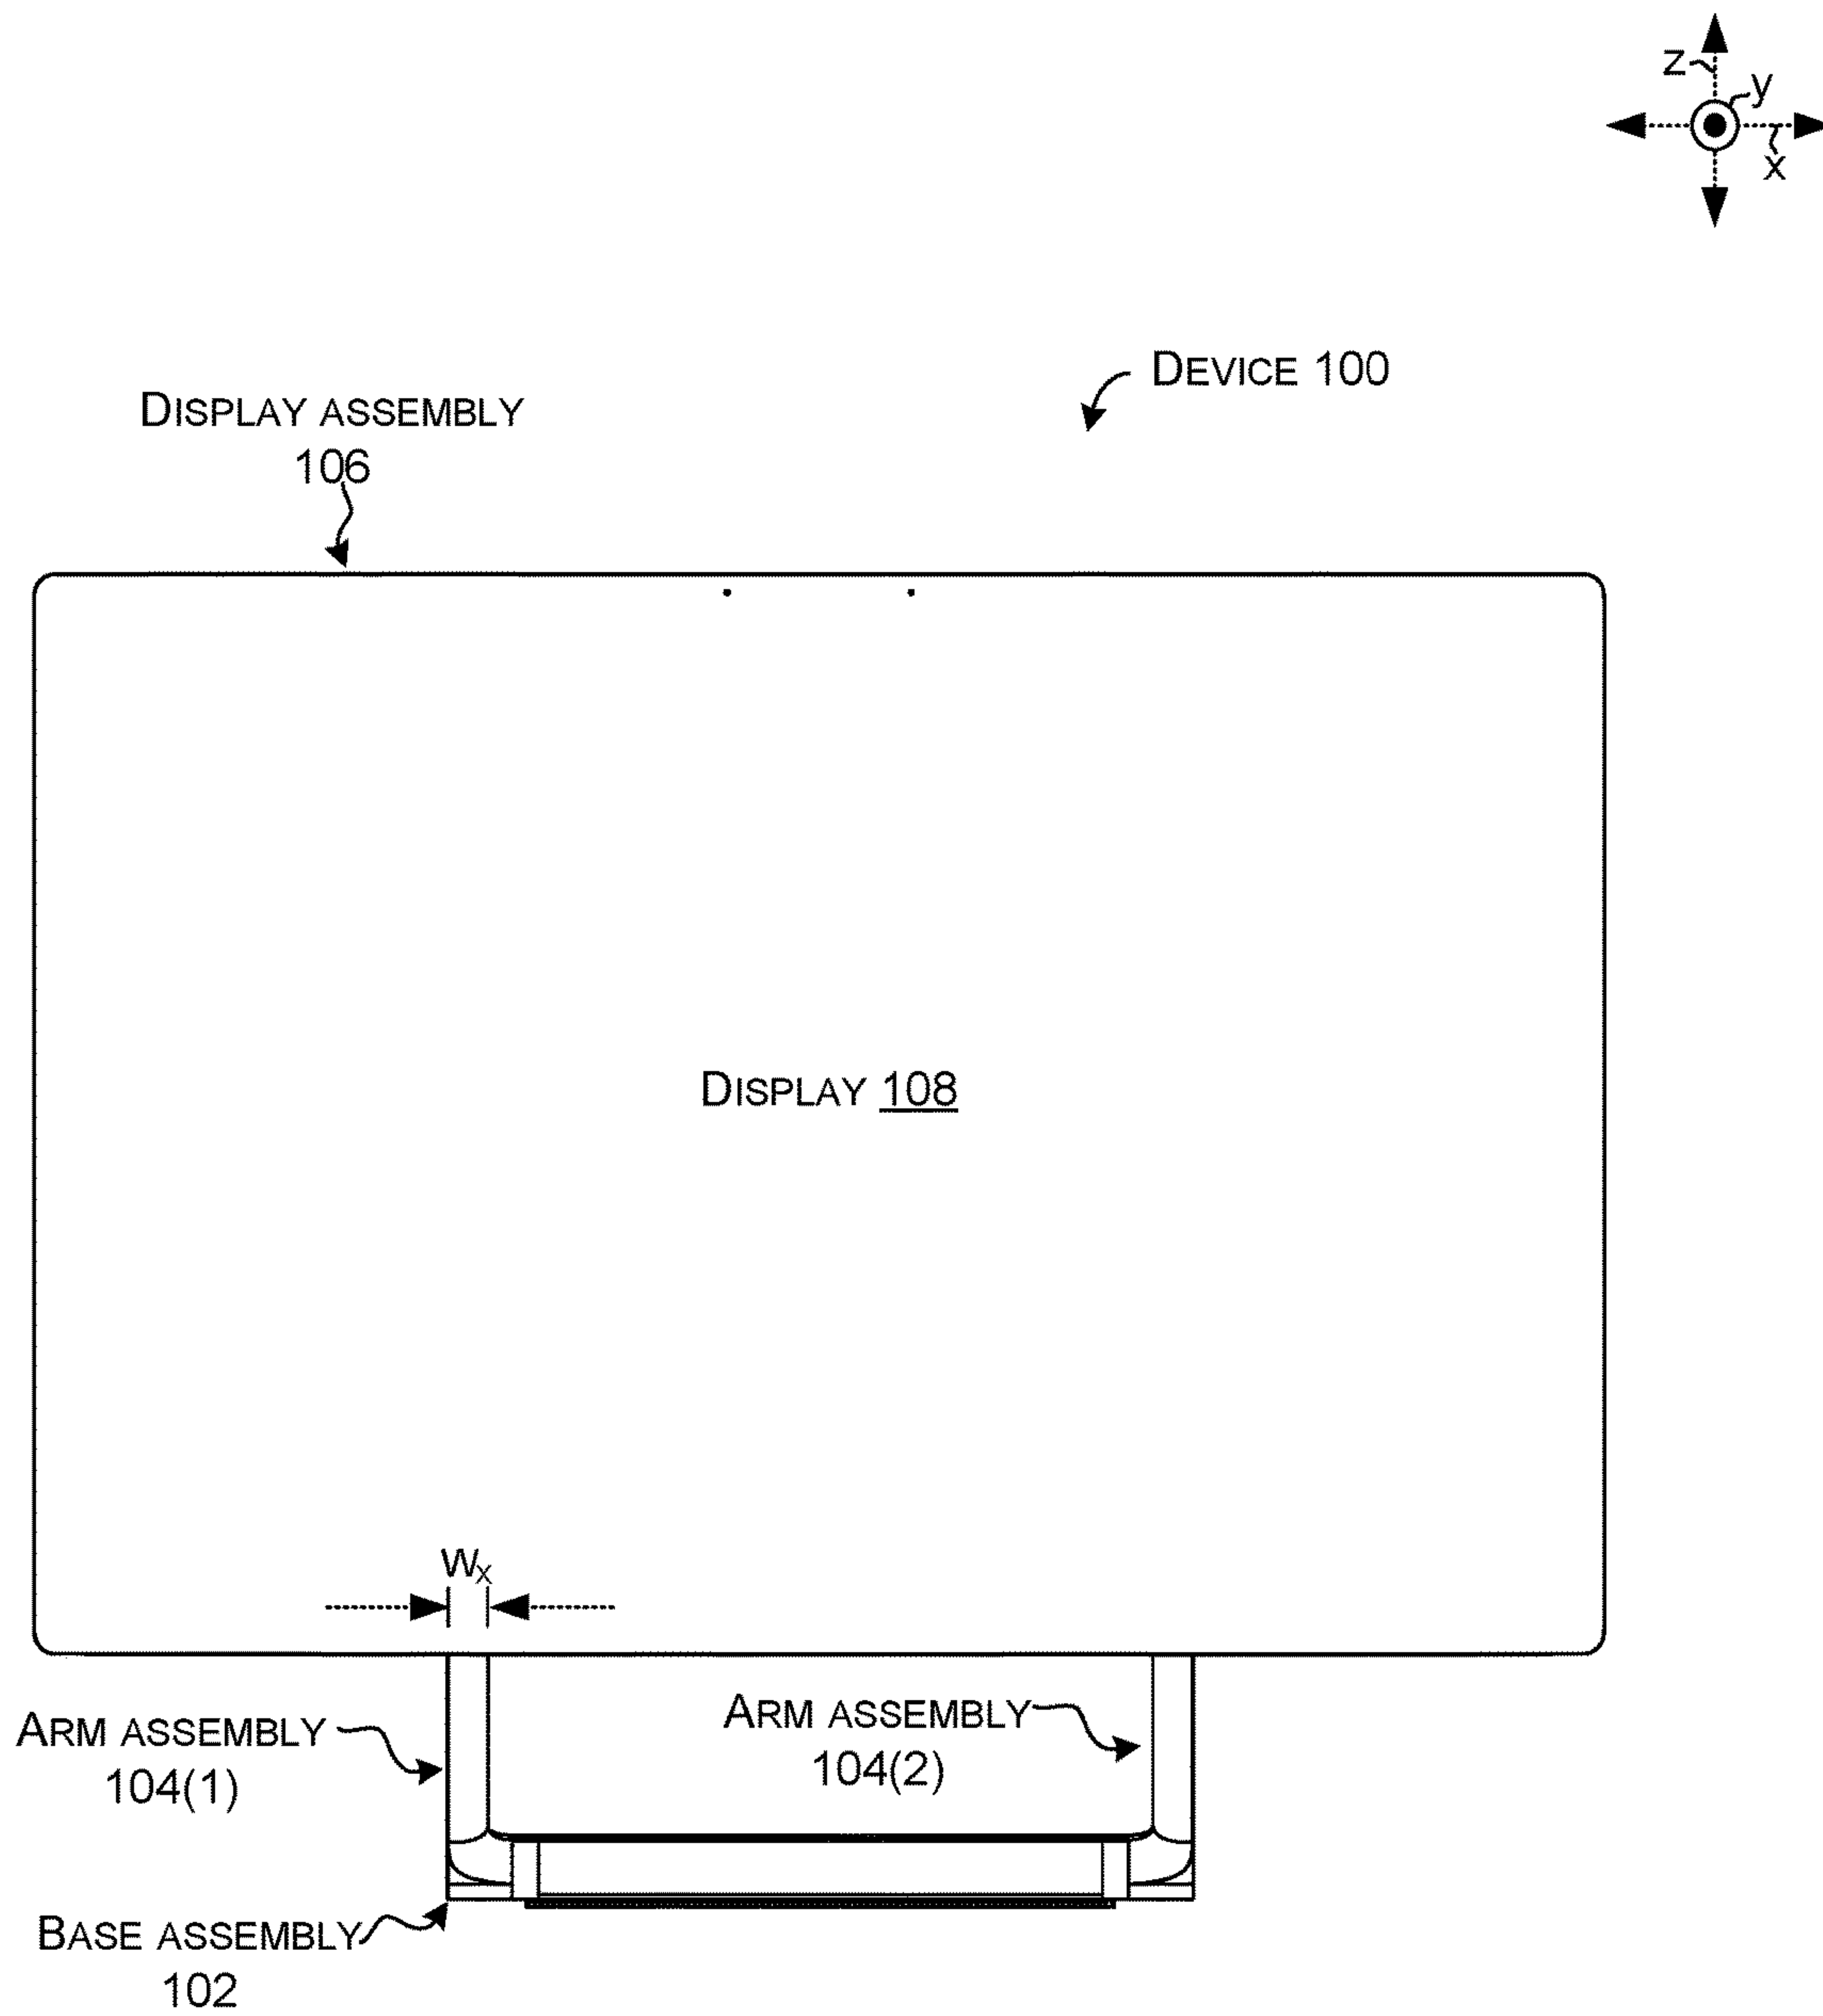 z
y
x
DEVICE 100
DISPLAY ASSEMBLY
106
DISPLAY 108
Wx
ARM ASSEMBLY
104(1)
ARM ASSEMBLY
104(2)
BASE ASSEMBLY
102